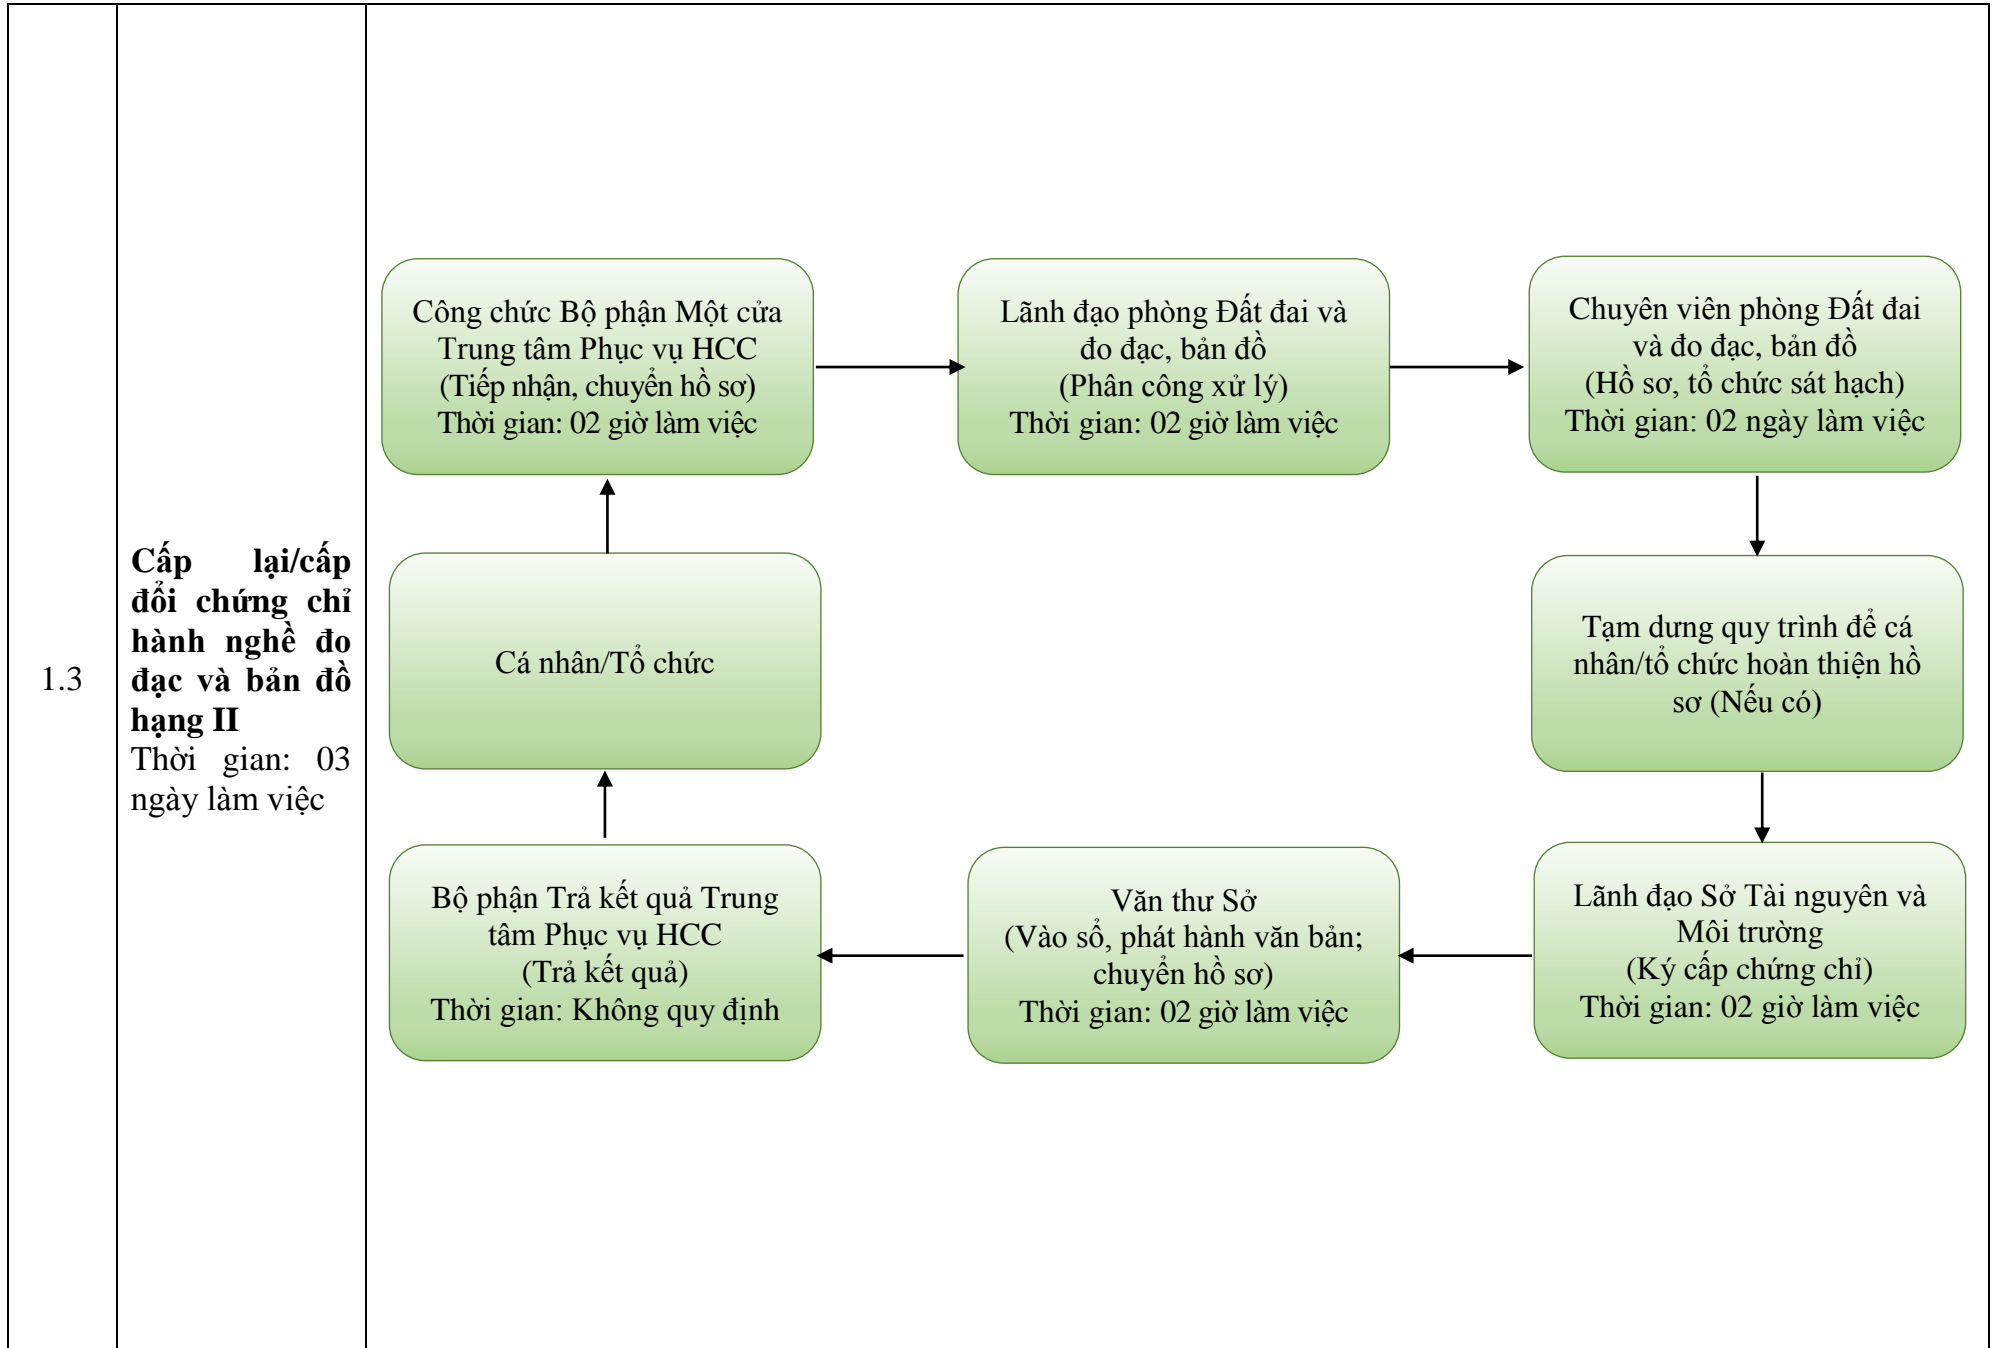 1.3
Cấp lại/cấp
đổi chứng chỉ
hành nghề đo
đạc và bản đồ
hạng II
Thời gian: 03
ngày làm việc
Công chức Bộ phận Một cửa
Trung tâm Phục vụ HCC
(Tiếp nhận, chuyển hồ sơ)
Thời gian: 02 giờ làm việc
Lãnh đạo phòng Đất đai và
đo đạc, bản đồ
(Phân công xử lý)
Thời gian: 02 giờ làm việc
Chuyên viên phòng Đất đai
và đo đạc, bản đồ
(Hồ sơ, tổ chức sát hạch)
Thời gian: 02 ngày làm việc
Cá nhân/Tổ chức
Tạm dưng quy trình để cá
nhân/tổ chức hoàn thiện hồ
sơ (Nếu có)
Bộ phận Trả kết quả Trung
tâm Phục vụ HCC
(Trả kết quả)
Thời gian: Không quy định
Văn thư Sở
(Vào sổ, phát hành văn bản;
chuyển hồ sơ)
Thời gian: 02 giờ làm việc
Lãnh đạo Sở Tài nguyên và
Môi trường
(Ký cấp chứng chỉ)
Thời gian: 02 giờ làm việc